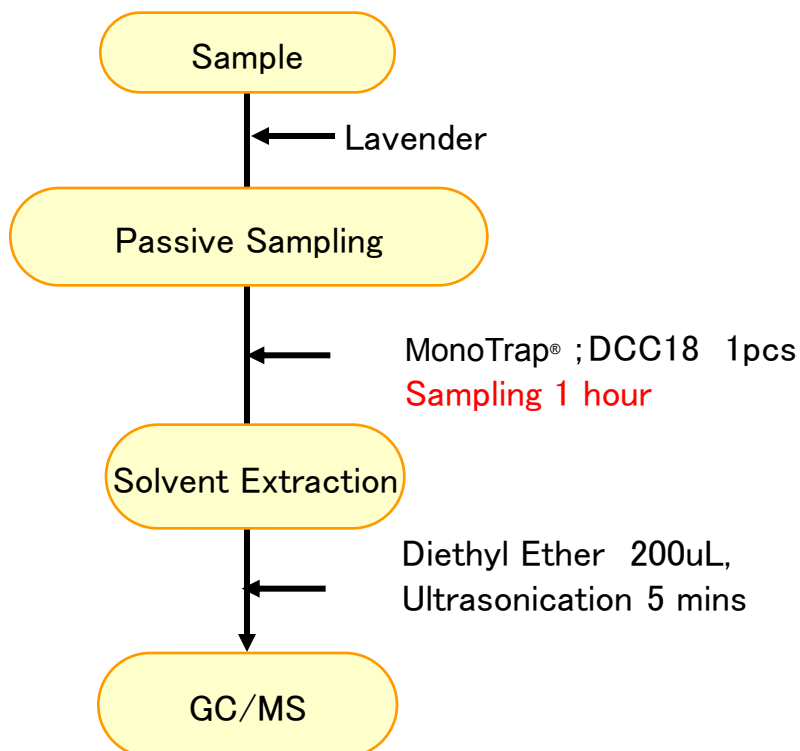 Sample
Lavender
Passive Sampling
MonoTrap® ;DCC18 1pcs
Sampling 1 hour
Solvent Extraction
Diethyl Ether 200uL,
Ultrasonication 5 mins
GC/MS